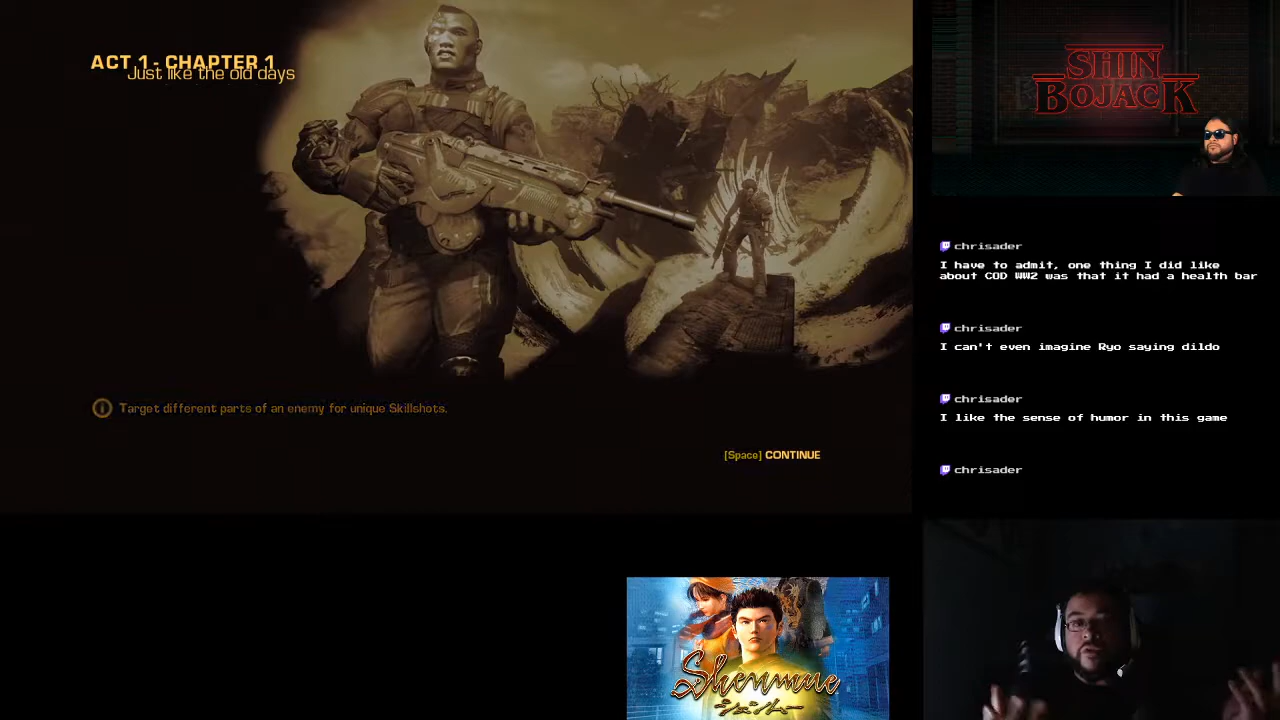 ACT 1 - CHAPTER 1
Just like the old days
Target different parts of an enemy for unique Skillshots.
[Space] CONTINUE
SHIN
BOJACK
chrisader
I have to admit, one thing I did like
about COD WW2 was that it had a health bar
chrisader
I can't even imagine Ryo saying dildo
chrisader
I like the sense of humor in this game
chrisader
Shenmue
シェンムー